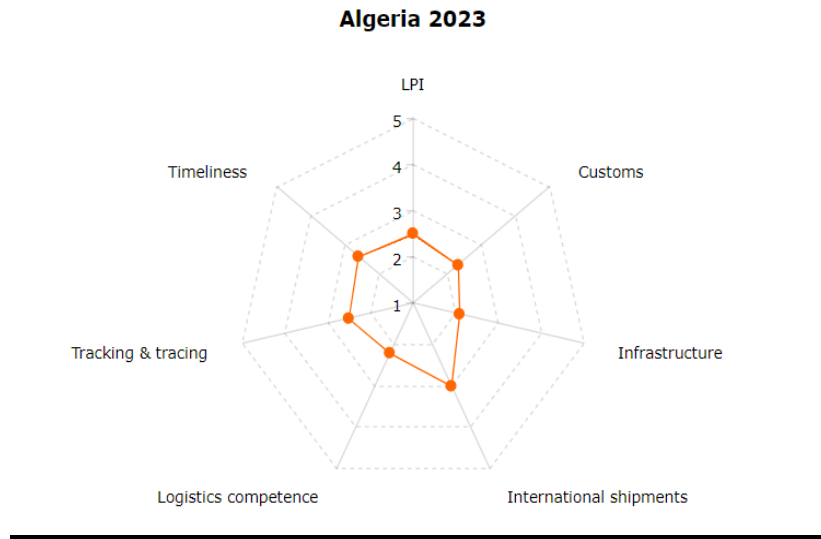 Algeria 2023
LPI
5
Timeliness
4
Customs
3
2
1
Tracking & tracing
Infrastructure
Logistics competence
International shipments